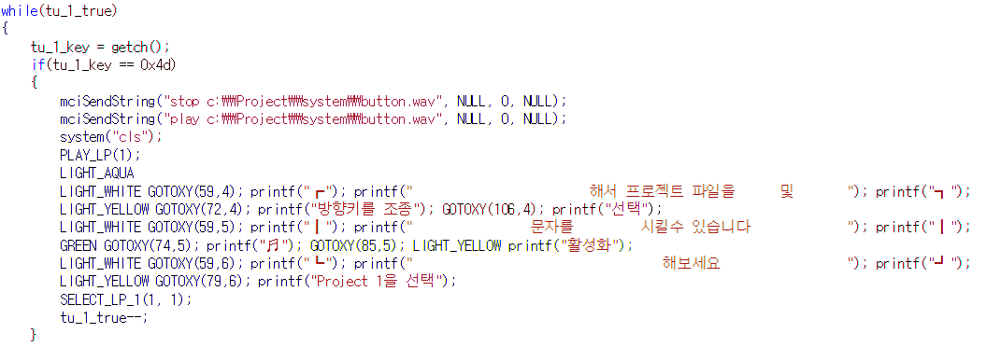 while(tu_1_true)
{
    tu_1_key = getch();
    if(tu_1_key == 0x4d)
    {
        mciSendString("stop c:₩₩Project₩₩system₩₩button.wav", NULL, 0, NULL);
        mciSendString("play c:₩₩Project₩₩system₩₩button.wav", NULL, 0, NULL);
        system("cls");
        PLAY_LP(1);
        LIGHT_AQUA
        LIGHT_WHITE GOTOXY(59,4); printf("┏"); printf("                        해서 프로젝트 파일을      및       "); printf("┓");
        LIGHT_YELLOW GOTOXY(72,4); printf("방향키를 조종"); GOTOXY(106,4); printf("선택");
        LIGHT_WHITE GOTOXY(59,5); printf("┃"); printf("                문자를         시킬수 있습니다             "); printf("┃");
        GREEN GOTOXY(74,5); printf("♬"); GOTOXY(85,5); LIGHT_YELLOW printf("활성화");
        LIGHT_WHITE GOTOXY(59,6); printf("┗"); printf("                                  해보세요                 "); printf("┛");
        LIGHT_YELLOW GOTOXY(79,6); printf("Project 1을 선택");
        SELECT_LP_1(1, 1);
        tu_1_true--;
    }